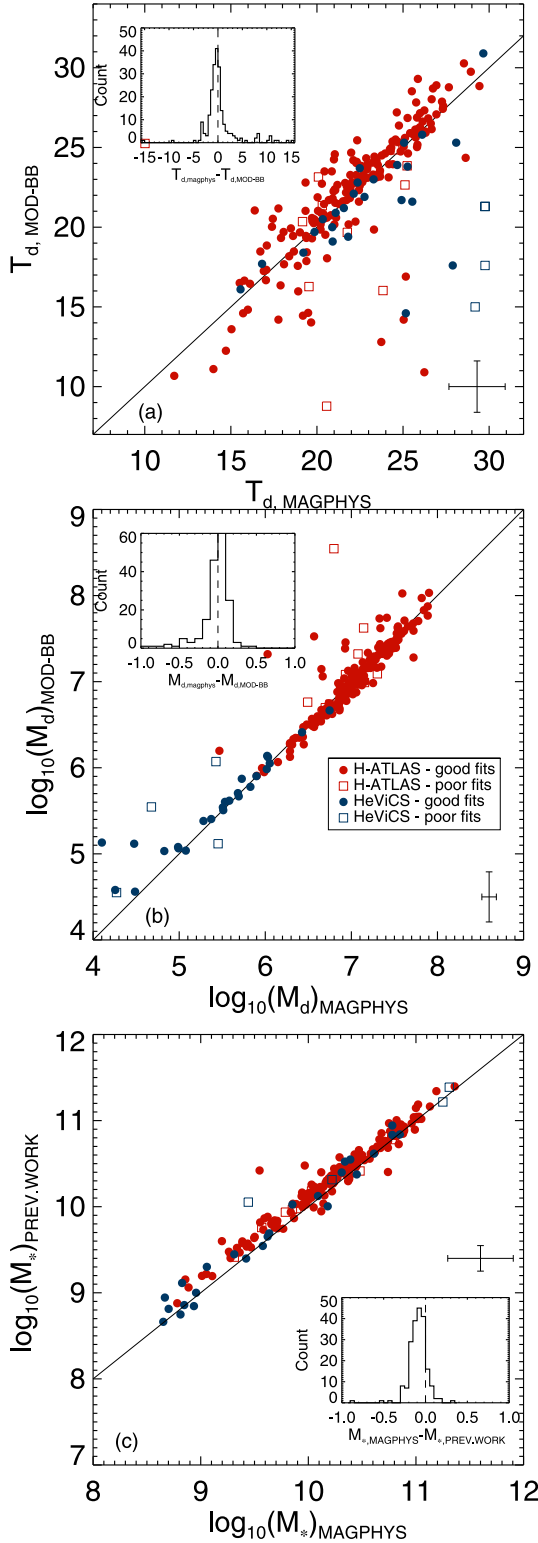 50
40
30
20
10
0
Count
-15 -10 -5 0 5 10 15
T_d,magphys-T_d,MOD-BB
30
25
20
15
10
T_d, MOD-BB
(a)
10 15 20 25 30
T_d, MAGPHYS
60
40
20
0
Count
-1.0 -0.5 0.0 0.5 1.0
M_d,magphys-M_d,MOD-BB
9
8
7
6
5
4
log10(M_d)MOD-BB
H-ATLAS - good fits
H-ATLAS - poor fits
HeViCS - good fits
HeViCS - poor fits
(b)
4 5 6 7 8 9
log10(M_d)MAGPHYS
12
11
10
9
8
7
log10(M_*)PREV.WORK
50
40
30
20
10
0
Count
-1.0 -0.5 0.0 0.5 1.0
M_*,MAGPHYS-M_*,PREV.WORK
(c)
8 9 10 11 12
log10(M_*)MAGPHYS